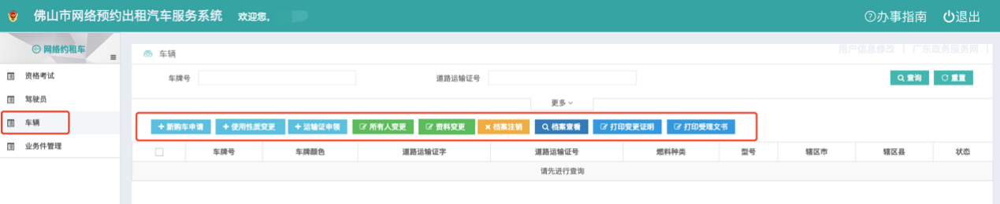 佛山市网络预约出租汽车服务系统 欢迎您,
办事指南 退出
网络约租车
资格考试
驾驶员
车辆
业务件管理
车辆
用户信息修改 | 广东政务服务网 |
车牌号 道路运输证号 查询 重置
更多
新购车申请 使用性质变更 运输证申领 所有人变更 资料变更 档案注销 档案查看 打印变更证明 打印受理文书
车牌号 车牌颜色 道路运输证字 道路运输证号 燃料种类 型号 辖区市 辖区县 状态
请先进行查询